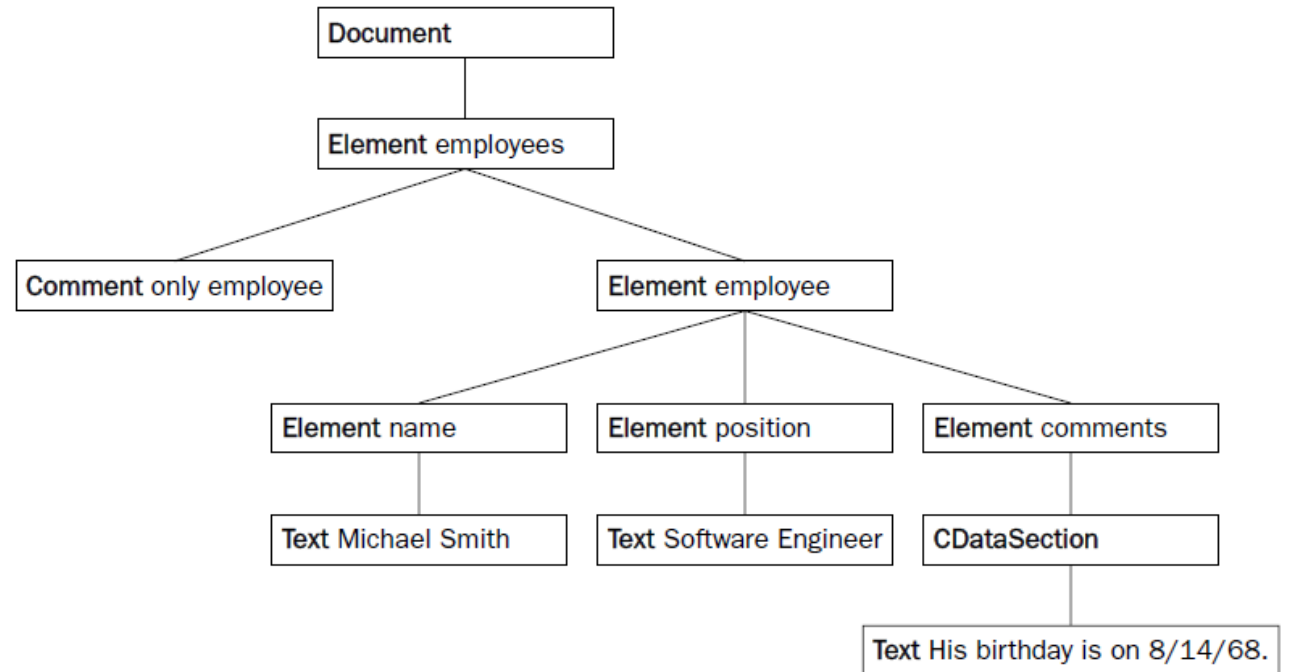 Document
Element employees
Comment only employee
Element employee
Element name
Element position
Element comments
Text Michael Smith
Text Software Engineer
CDataSection
Text His birthday is on 8/14/68.